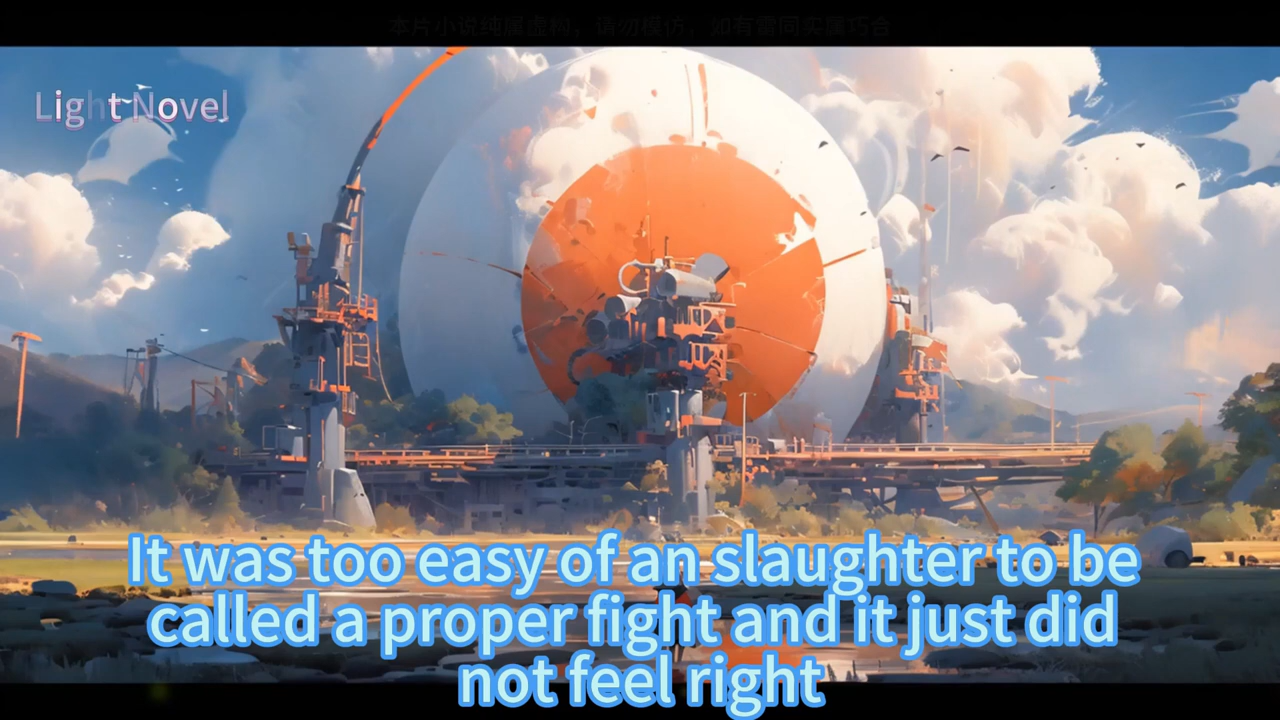 本片小说纯属虚构，请勿模仿，如有雷同实属巧合
Light Novel
It was too easy of an slaughter to be
called a proper fight and it just did
not feel right